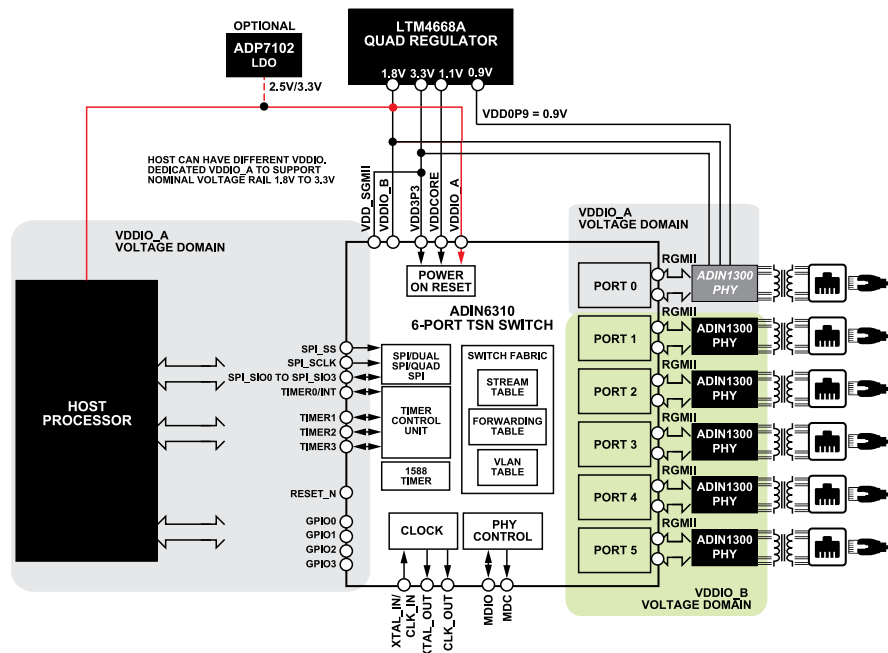 OPTIONAL
ADP7102
LDO
2.5V/3.3V
LTM4668A
QUAD REGULATOR
1.8V 3.3V 1.1V 0.9V
VDD0P9 = 0.9V
HOST CAN HAVE DIFFERENT VDDIO.
DEDICATED VDDIO_A TO SUPPORT
NOMINAL VOLTAGE RAIL 1.8V TO 3.3V
VDD_SGMII
VDDIO_B
VDD3P3
VDDCORE
VDDIO_A
VDDIO_A
VOLTAGE DOMAIN
VDDIO_A
VOLTAGE DOMAIN
HOST
PROCESSOR
POWER
ON RESET
ADIN6310
6-PORT TSN SWITCH
SPI_SS
SPI_SCLK
SPI_SIO0 TO SPI_SIO3
TIMER0/INT
TIMER1
TIMER2
TIMER3
RESET_N
GPIO0
GPIO1
GPIO2
GPIO3
SPI/DUAL
SPI/QUAD
SPI
TIMER
CONTROL
UNIT
1588
TIMER
SWITCH FABRIC
STREAM
TABLE
FORWARDING
TABLE
VLAN
TABLE
CLOCK
PHY
CONTROL
XTAL_IN/
CLK_IN
XTAL_OUT
CLK_OUT
MDIO
MDC
PORT 0
RGMII
ADIN1300
PHY
PORT 1
RGMII
ADIN1300
PHY
PORT 2
RGMII
ADIN1300
PHY
PORT 3
RGMII
ADIN1300
PHY
PORT 4
RGMII
ADIN1300
PHY
PORT 5
RGMII
ADIN1300
PHY
VDDIO_B
VOLTAGE DOMAIN